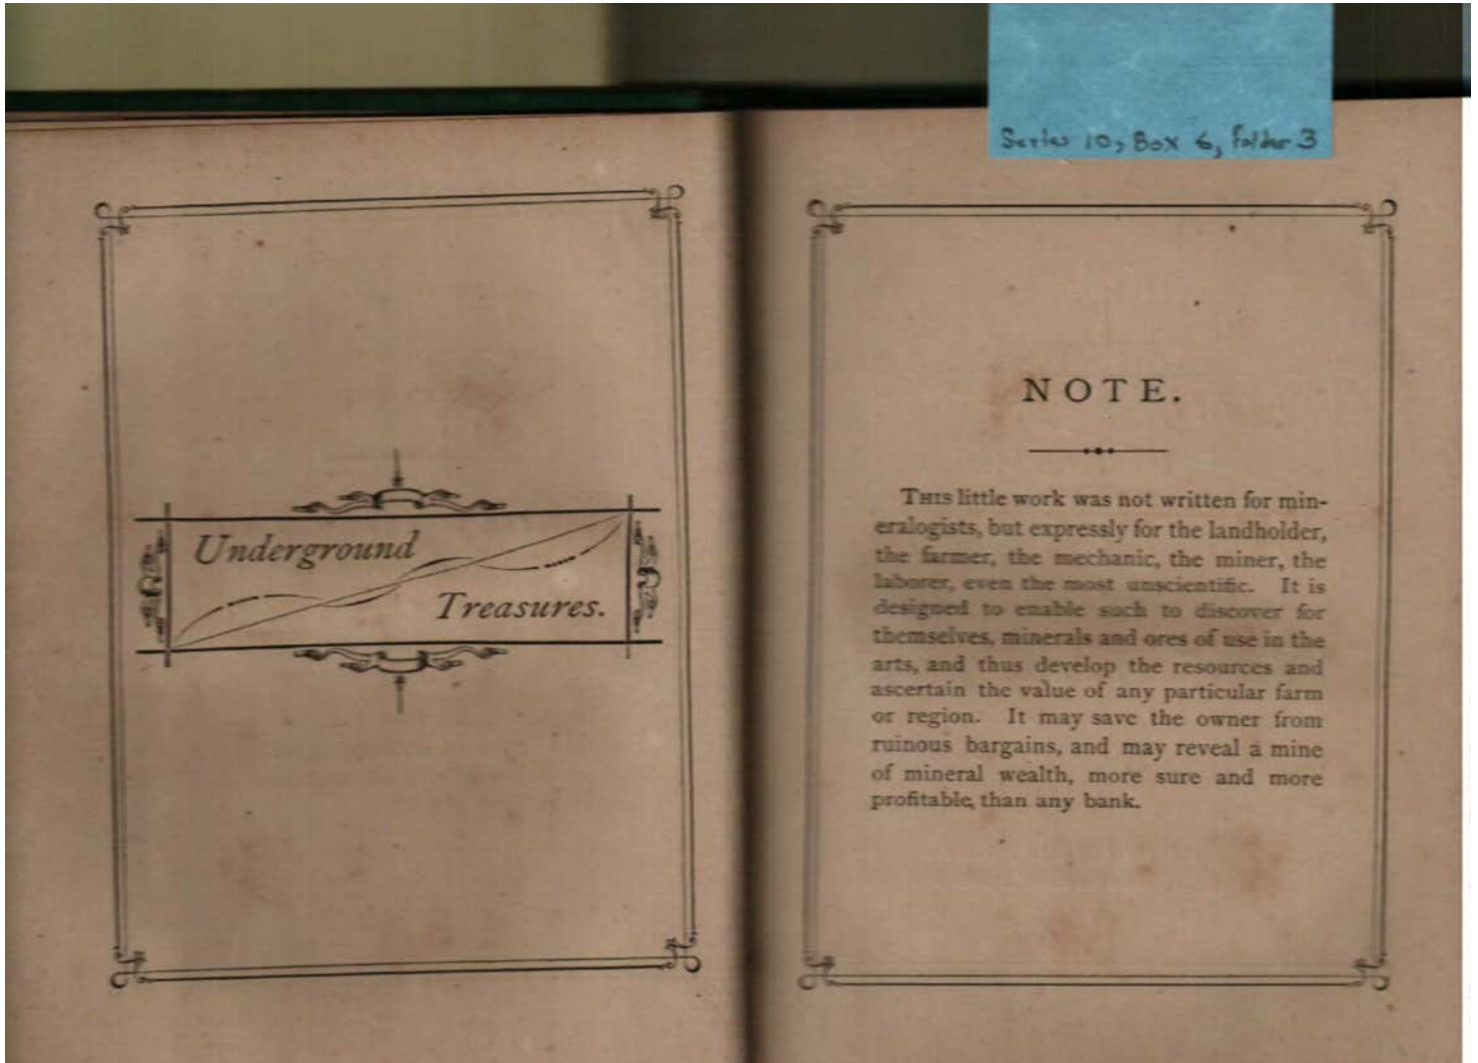 Series 10, Box 6, Folder 3
Underground
Treasures.
NOTE.
THIS little work was not written for min-
eralogists, but expressly for the landholder,
the farmer, the mechanic, the miner, the
laborer, even the most unscientific. It is
designed to enable such to discover for
themselves, minerals and ores of use in the
arts, and thus develop the resources and
ascertain the value of any particular farm
or region. It may save the owner from
ruinous bargains, and may reveal a mine
of mineral wealth, more sure and more
profitable, than any bank.